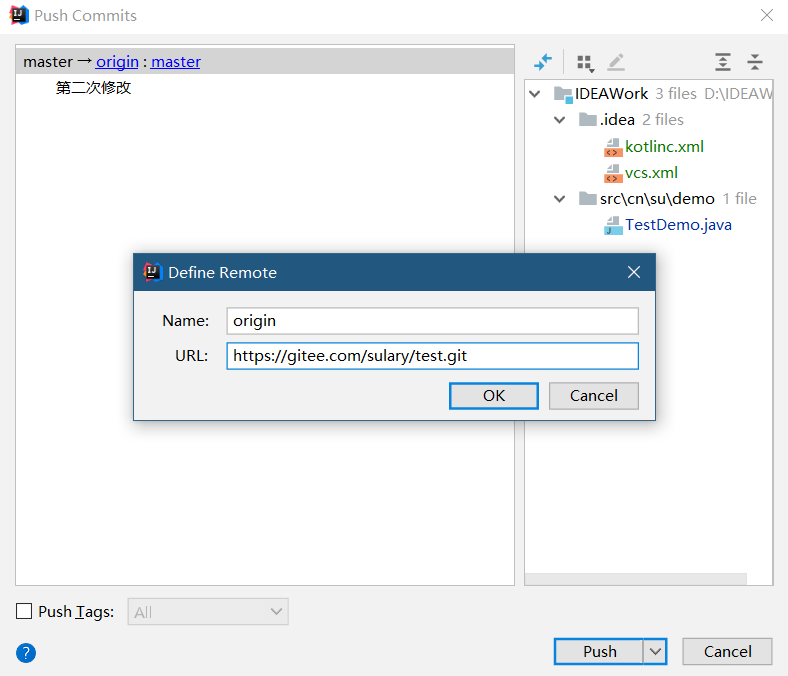 Push Commits
master → origin : master
第二次修改
IDEAWork 3 files D:\IDEAW
.idea 2 files
kotlinc.xml
vcs.xml
src\cn\su\demo 1 file
TestDemo.java
Define Remote
Name: origin
URL: https://gitee.com/sulary/test.git
OK Cancel
Push Tags: All
? Push Cancel